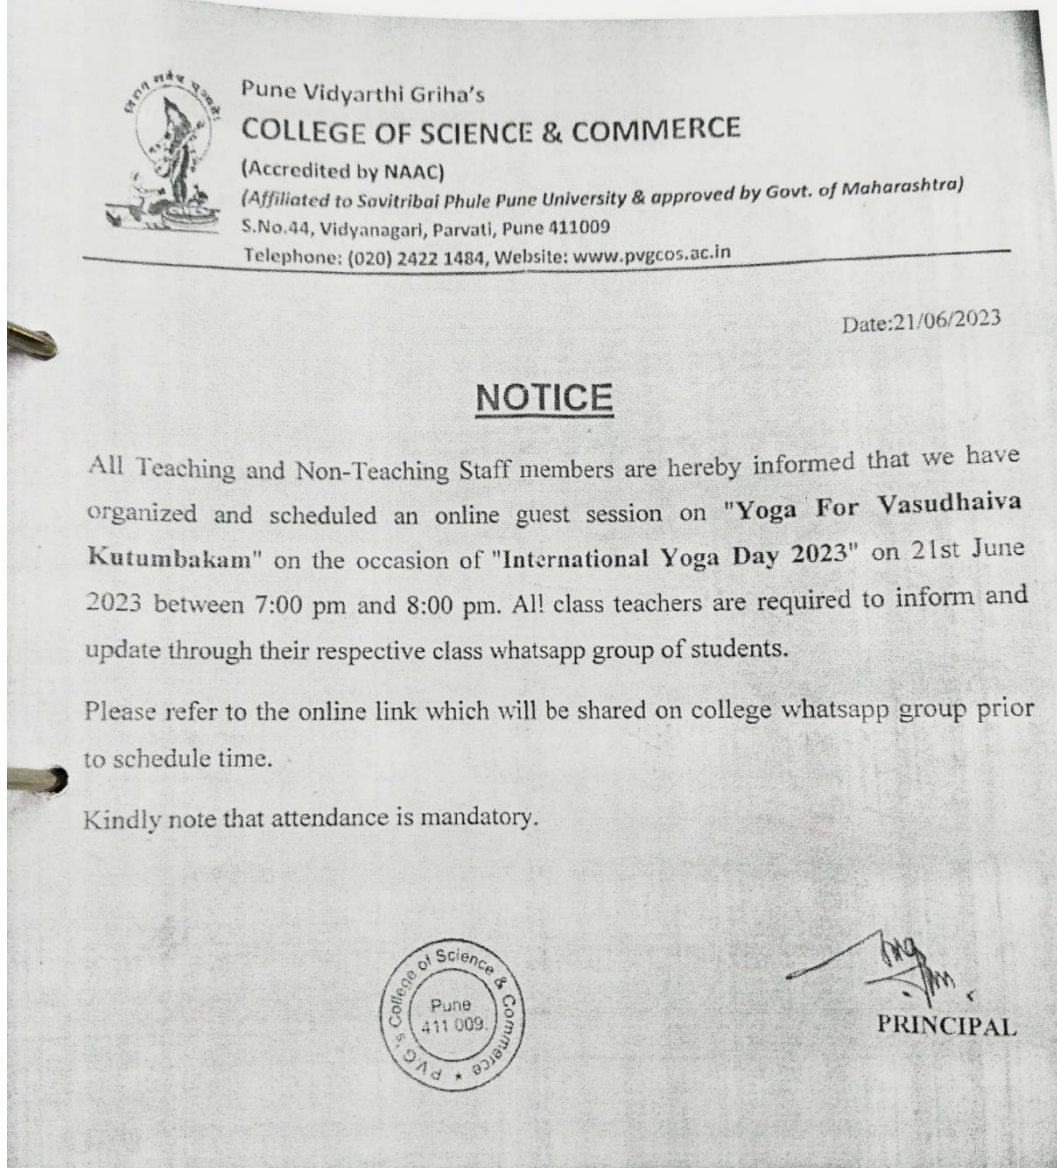 Pune Vidyarthi Griha's
COLLEGE OF SCIENCE & COMMERCE
(Accredited by NAAC)
(Affiliated to Savitribai Phule Pune University & approved by Govt. of Maharashtra)
S.No.44, Vidyanagari, Parvati, Pune 411009
Telephone: (020) 2422 1484, Website: www.pvgcos.ac.in
Date:21/06/2023
NOTICE
All Teaching and Non-Teaching Staff members are hereby informed that we have
organized and scheduled an online guest session on "Yoga For Vasudhaiva
Kutumbakam" on the occasion of "International Yoga Day 2023" on 21st June
2023 between 7:00 pm and 8:00 pm. All class teachers are required to inform and
update through their respective class whatsapp group of students.
Please refer to the online link which will be shared on college whatsapp group prior
to schedule time.
Kindly note that attendance is mandatory.
PVG's College of Science & Commerce ★
Pune
411 009.
PRINCIPAL